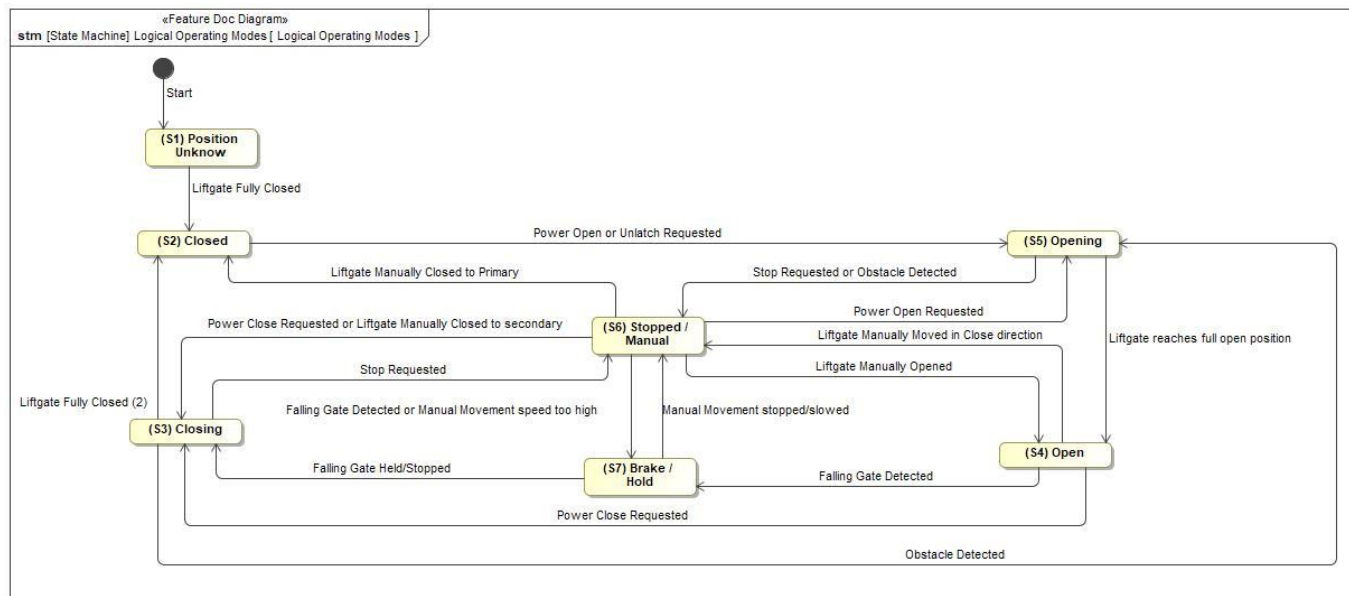 «Feature Doc Diagram»
stm [State Machine] Logical Operating Modes [ Logical Operating Modes ]
Start
(S1) Position
Unknow
Liftgate Fully Closed
(S2) Closed
Power Open or Unlatch Requested
(S5) Opening
Liftgate Manually Closed to Primary
Stop Requested or Obstacle Detected
Power Open Requested
Power Close Requested or Liftgate Manually Closed to secondary
(S6) Stopped /
Manual
Liftgate Manually Moved in Close direction
Liftgate reaches full open position
Stop Requested
Liftgate Manually Opened
Liftgate Fully Closed (2)
Falling Gate Detected or Manual Movement speed too high
Manual Movement stopped/slowed
(S3) Closing
(S4) Open
Falling Gate Held/Stopped
(S7) Brake /
Hold
Falling Gate Detected
Power Close Requested
Obstacle Detected